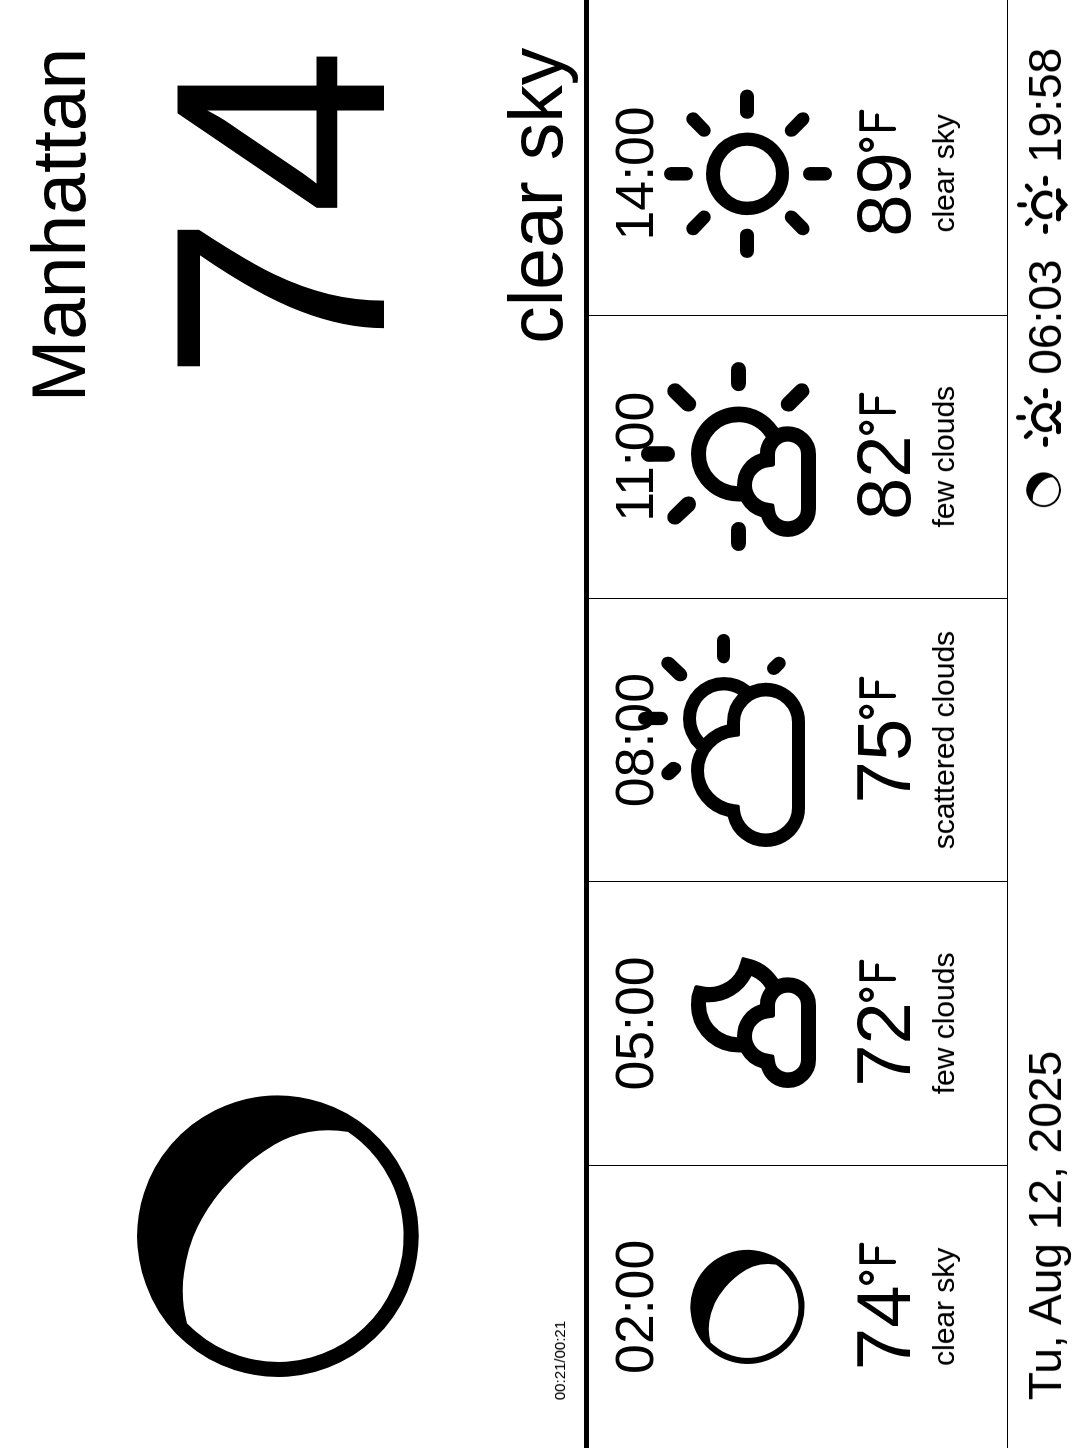 Manhattan
74
clear sky
00:21/00:21
02:00
74°F
clear sky
05:00
72°F
few clouds
08:00
75°F
scattered clouds
11:00
82°F
few clouds
14:00
89°F
clear sky
Tu, Aug 12, 2025
06:03 19:58